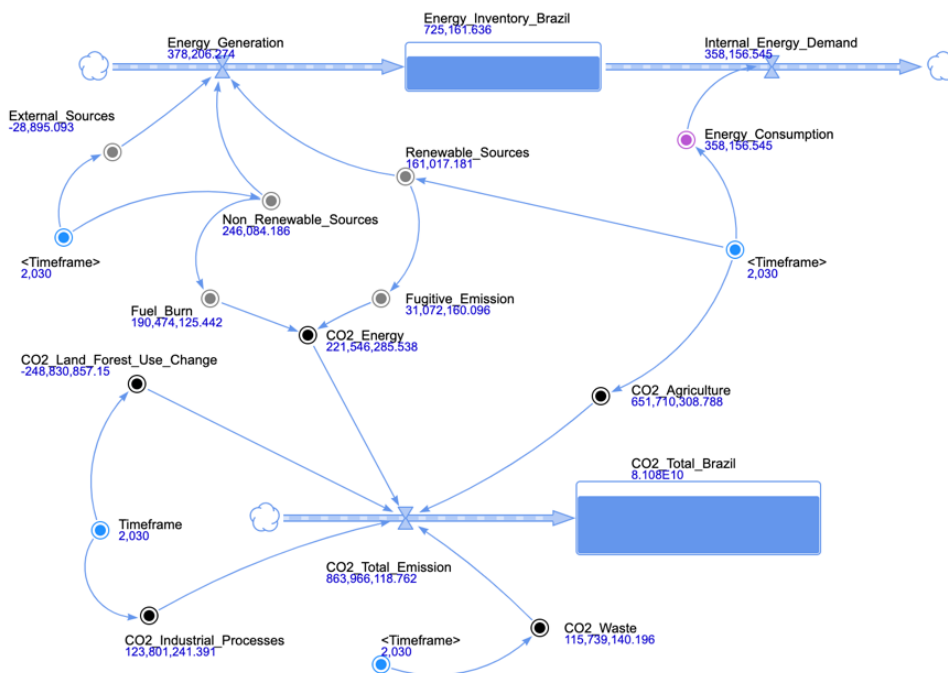 Energy_Inventory_Brazil
725,161.636
Energy_Generation
378,206.274
Internal_Energy_Demand
358,156.545
External_Sources
-28,895.093
Energy_Consumption
358,156.545
Renewable_Sources
161,017.181
Non_Renewable_Sources
246,084.186
<Timeframe>
2,030
<Timeframe>
2,030
Fuel_Burn
190,474,125.442
Fugitive_Emission
31,072,160.096
CO2_Energy
221,546,285.538
CO2_Land_Forest_Use_Change
-248,830,857.15
CO2_Agriculture
651,710,308.788
CO2_Total_Brazil
8.108E10
Timeframe
2,030
CO2_Total_Emission
863,966,118.762
CO2_Industrial_Processes
123,801,241.391
<Timeframe>
2,030
CO2_Waste
115,739,140.196